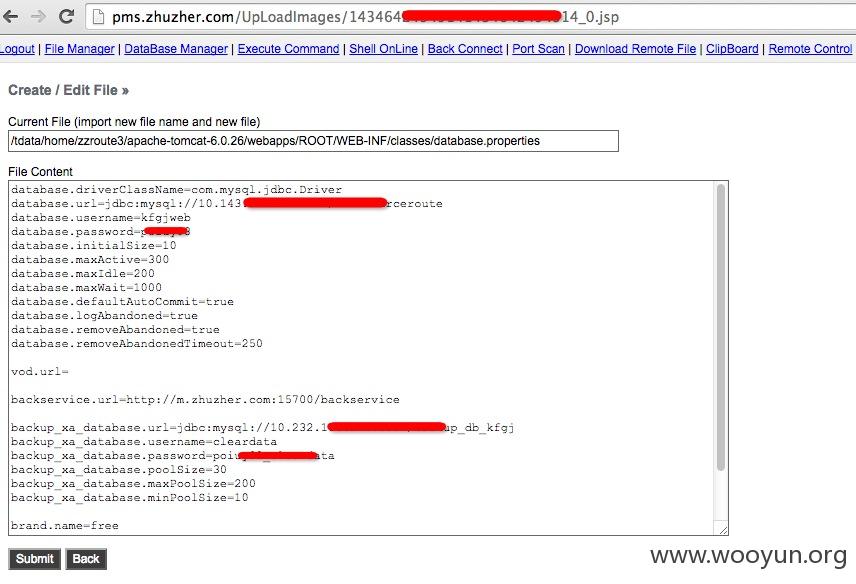 pms.zhuzher.com/UpLoadImages/143464 14_0.jsp
Logout | File Manager | DataBase Manager | Execute Command | Shell OnLine | Back Connect | Port Scan | Download Remote File | ClipBoard | Remote Control
Create / Edit File »
Current File (import new file name and new file)
/tdata/home/zzroute3/apache-tomcat-6.0.26/webapps/ROOT/WEB-INF/classes/database.properties
File Content
database.driverClassName=com.mysql.jdbc.Driver
database.url=jdbc:mysql://10.143. rceroute
database.username=kfgjweb
database.password=
database.initialSize=10
database.maxActive=300
database.maxIdle=200
database.maxWait=1000
database.defaultAutoCommit=true
database.logAbandoned=true
database.removeAbandoned=true
database.removeAbandonedTimeout=250
vod.url=
backservice.url=http://m.zhuzher.com:15700/backservice
backup_xa_database.url=jdbc:mysql://10.232.1 up_db_kfgj
backup_xa_database.username=cleardata
backup_xa_database.password= ata
backup_xa_database.poolSize=30
backup_xa_database.maxPoolSize=200
backup_xa_database.minPoolSize=10
brand.name=free
Submit Back
www.wooyun.org